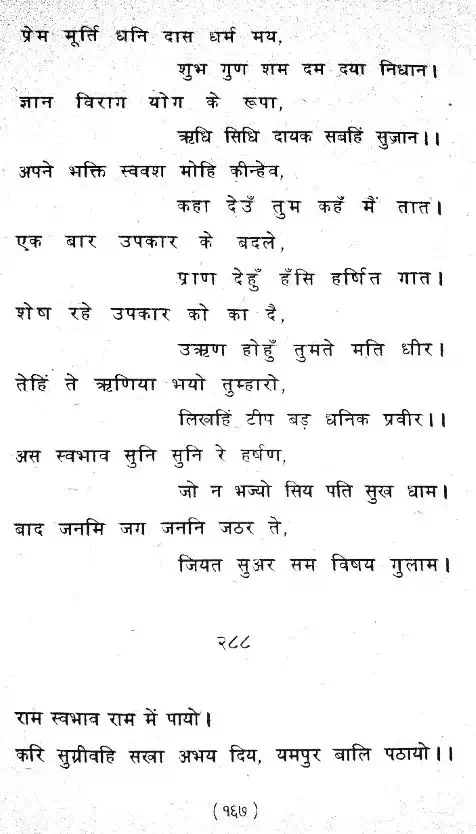 प्रेम मूर्ति धनि दास धर्म मय,
शुभ गुण शम दम दया निधान।
ज्ञान विराग योग के रूपा,
ऋधि सिधि दायक सबहिं सुजान।।
अपने भक्ति स्ववश मोहि कीन्हेव,
कहा देउँ तुम कहँ मैं तात।
एक बार उपकार के बदले,
प्राण देहुँ हँसि हर्षित गात।
शेष रहे उपकार को का दै,
उऋण होहुँ तुमते मति धीर।
तेहिं ते ऋणिया भयो तुम्हारो,
लिखहिं टीप बड़ धनिक प्रवीर।।
अस स्वभाव सुनि सुनि रे हर्षण,
जो न भज्यो सिय पति सुख धाम।
बाद जनमि जग जननि जठर ते,
जियत सुअर सम विषय गुलाम।
२८८
राम स्वभाव राम में पायो।
करि सुग्रीवहि सखा अभय दिय, यमपुर बालि पठायो।।
(१६७)